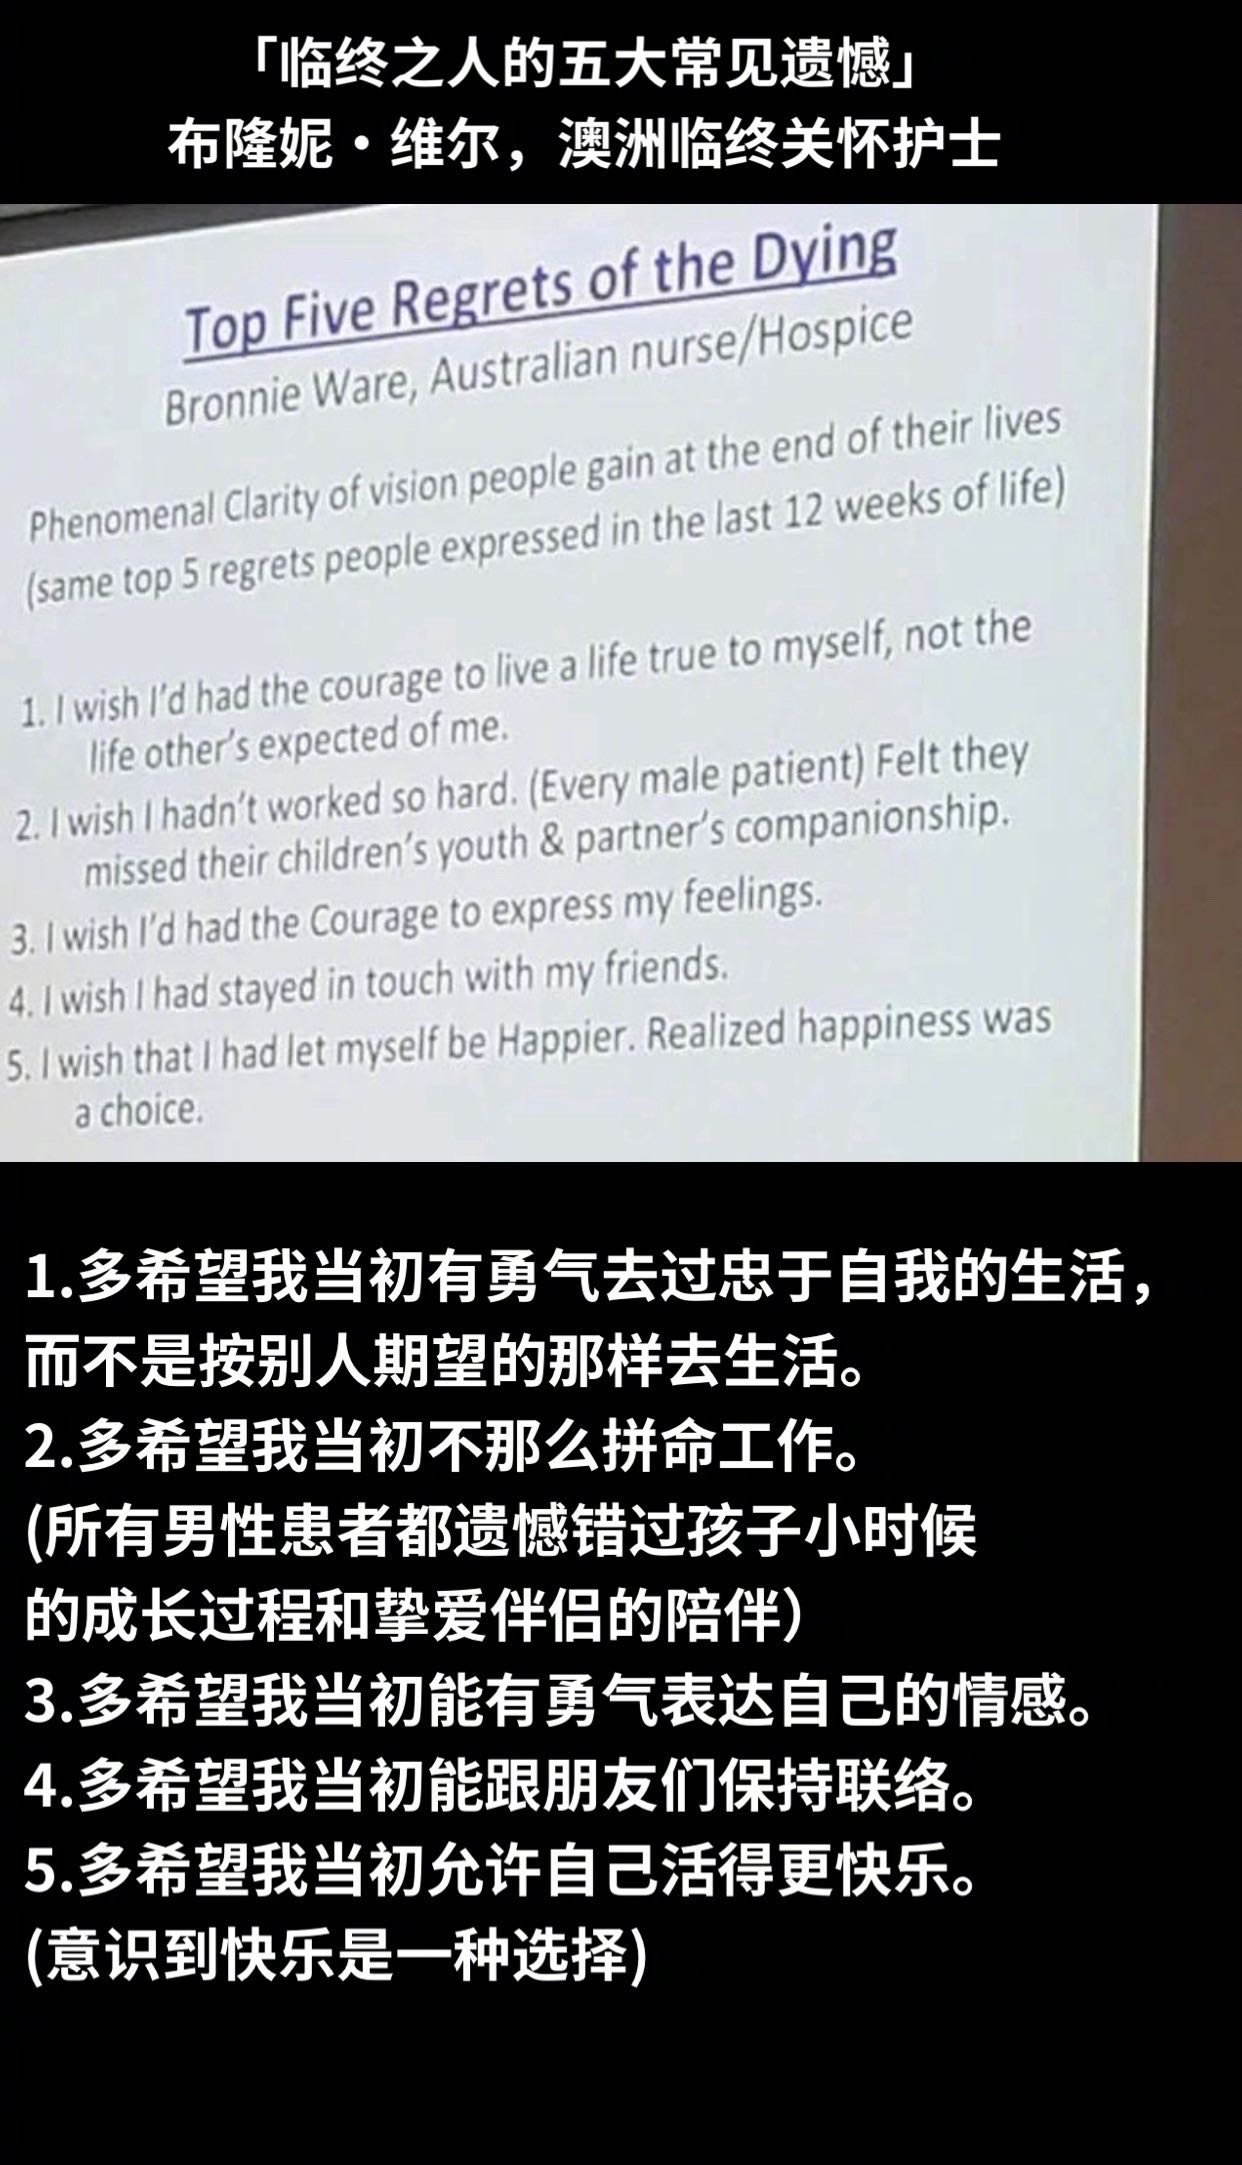 「临终之人的五大常见遗憾」
布隆妮·维尔，澳洲临终关怀护士
Top Five Regrets of the Dying
Bronnie Ware, Australian nurse/Hospice
Phenomenal Clarity of vision people gain at the end of their lives
(same top 5 regrets people expressed in the last 12 weeks of life)
1. I wish I'd had the courage to live a life true to myself, not the
life other's expected of me.
2. I wish I hadn't worked so hard. (Every male patient) Felt they
missed their children's youth & partner's companionship.
3. I wish I'd had the Courage to express my feelings.
4. I wish I had stayed in touch with my friends.
5. I wish that I had let myself be Happier. Realized happiness was
a choice.
1.多希望我当初有勇气去过忠于自我的生活，
而不是按别人期望的那样去生活。
2.多希望我当初不那么拼命工作。
(所有男性患者都遗憾错过孩子小时候
的成长过程和挚爱伴侣的陪伴）
3.多希望我当初能有勇气表达自己的情感。
4.多希望我当初能跟朋友们保持联络。
5.多希望我当初允许自己活得更快乐。
(意识到快乐是一种选择)